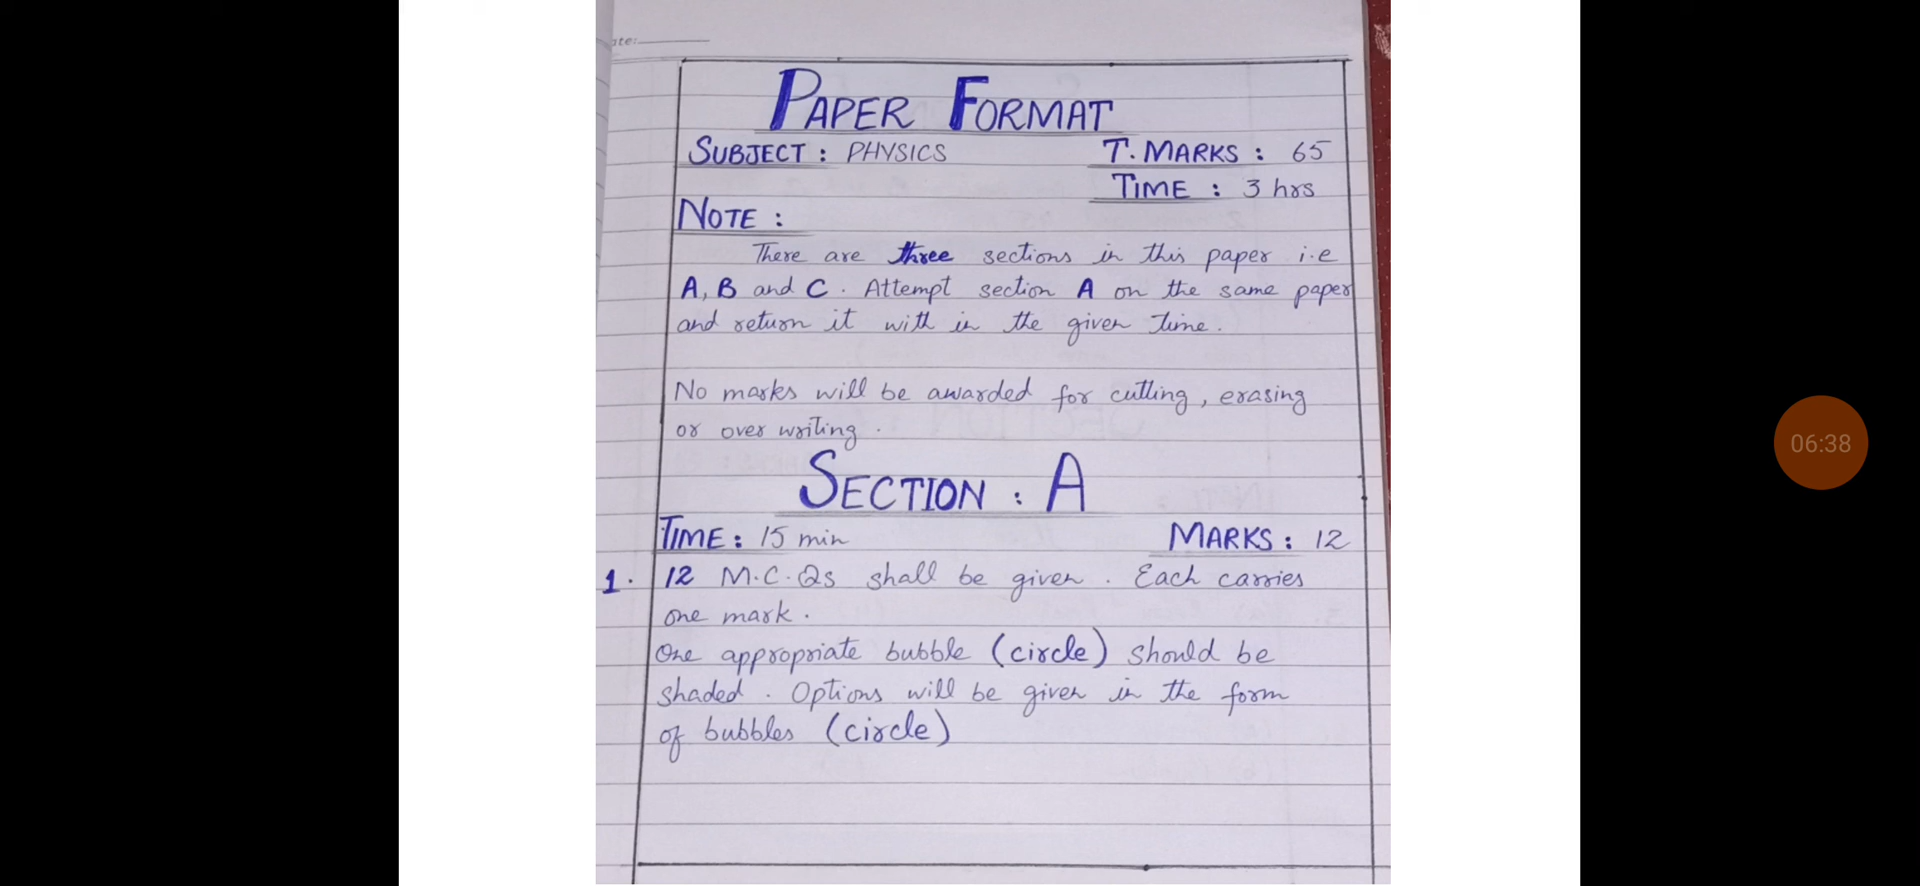 ate:
PAPER FORMAT
SUBJECT : PHYSICS T. MARKS : 65
TIME : 3 hrs
NOTE :
There are three sections in this paper i.e
A, B and C. Attempt section A on the same paper
and return it with in the given time.
No marks will be awarded for cutting, erasing
or over writing.
SECTION : A
TIME : 15 min MARKS : 12
1. 12 M.C.Qs shall be given. Each carries
one mark.
One appropriate bubble (circle) should be
shaded. Options will be given in the form
of bubbles (circle)
06:38